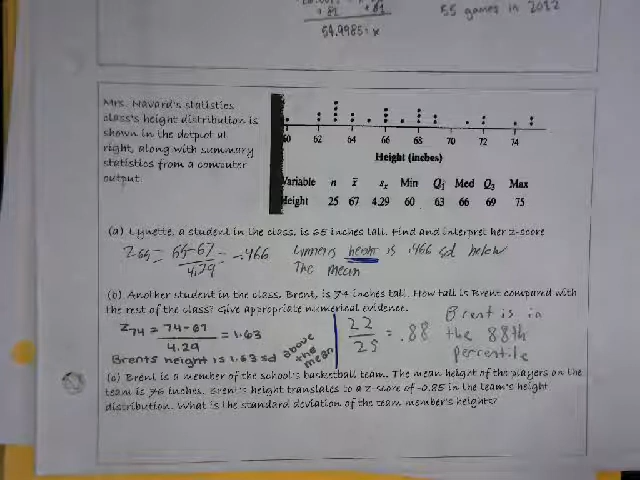 + 81 + 81
54.9985 = x
55 games in 2012
Mrs. Navard's statistics
class's height distribution is
shown in the dotplot at
right, along with summary
statistics from a computer
output.
60 62 64 66 68 70 72 74
Height (inches)
Variable n x̄ sx Min Q1 Med Q3 Max
Height 25 67 4.29 60 63 66 69 75
(a) Lynette, a student in the class, is 65 inches tall. Find and interpret her z-score
Z65 = 65-67 / 4.29 = -.466
height is .466 sd below
The mean
(b) Another student in the class, Brent, is 74 inches tall. How tall is Brent compared with
the rest of the class? Give appropriate numerical evidence.
Z74 = 74-67 / 4.29 = 1.63
Brents height is 1.63 sd above the mean
22 / 25 = .88
Brent is in
the 88th
percentile
(c) Brent is a member of the school's basketball team. The mean height of the players on the
team is 76 inches. Brent's height translates to a z-score of -0.85 in the team's height
distribution. What is the standard deviation of the team member's heights?